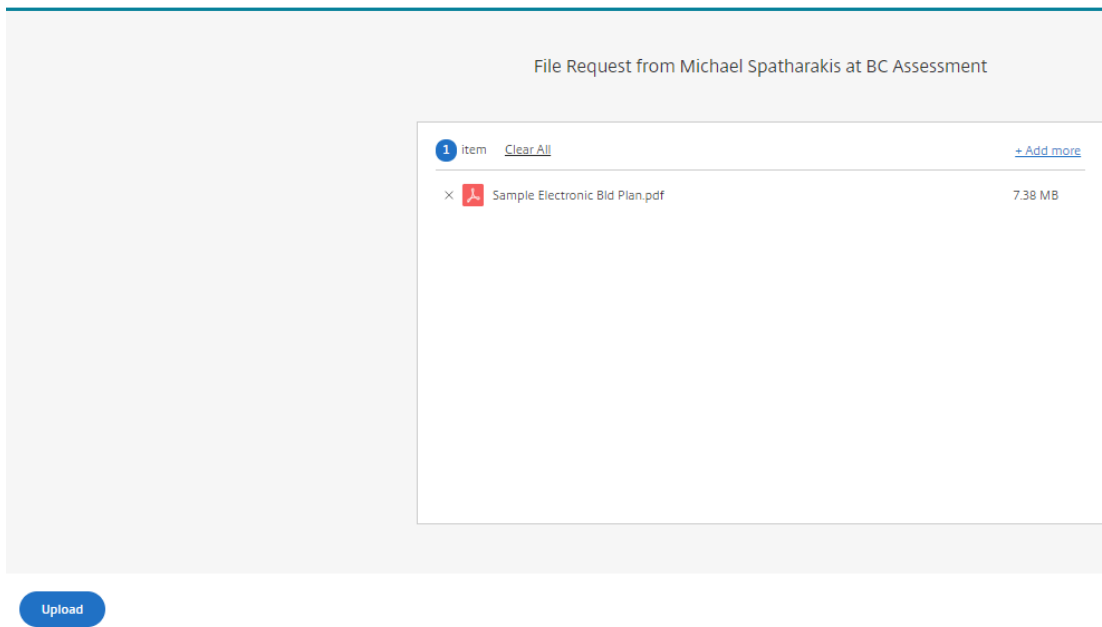 File Request from Michael Spatharakis at BC Assessment
1 item Clear All + Add more
Sample Electronic Bld Plan.pdf 7.38 MB
Upload